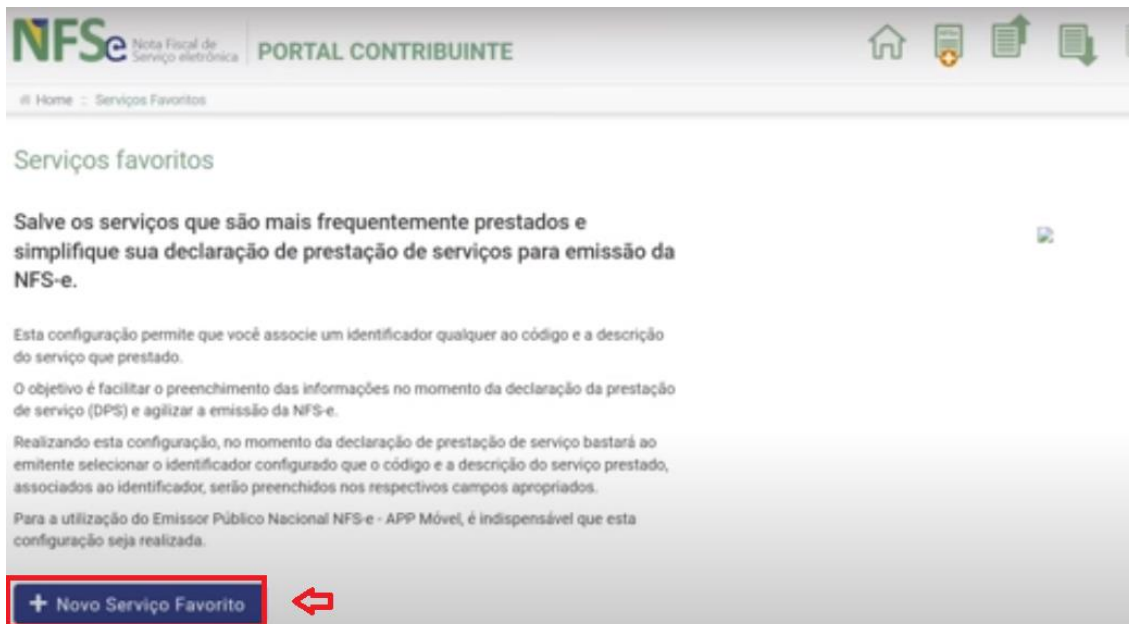 NFSe Nota Fiscal de
Serviço eletrônica
PORTAL CONTRIBUINTE
Home :: Serviços Favoritos
Serviços favoritos
Salve os serviços que são mais frequentemente prestados e
simplifique sua declaração de prestação de serviços para emissão da
NFS-e.
Esta configuração permite que você associe um identificador qualquer ao código e a descrição
do serviço que prestado.
O objetivo é facilitar o preenchimento das informações no momento da declaração da prestação
de serviço (DPS) e agilizar a emissão da NFS-e.
Realizando esta configuração, no momento da declaração de prestação de serviço bastará ao
emitente selecionar o identificador configurado que o código e a descrição do serviço prestado,
associados ao identificador, serão preenchidos nos respectivos campos apropriados.
Para a utilização do Emissor Público Nacional NFS-e - APP Móvel, é indispensável que esta
configuração seja realizada.
+ Novo Serviço Favorito